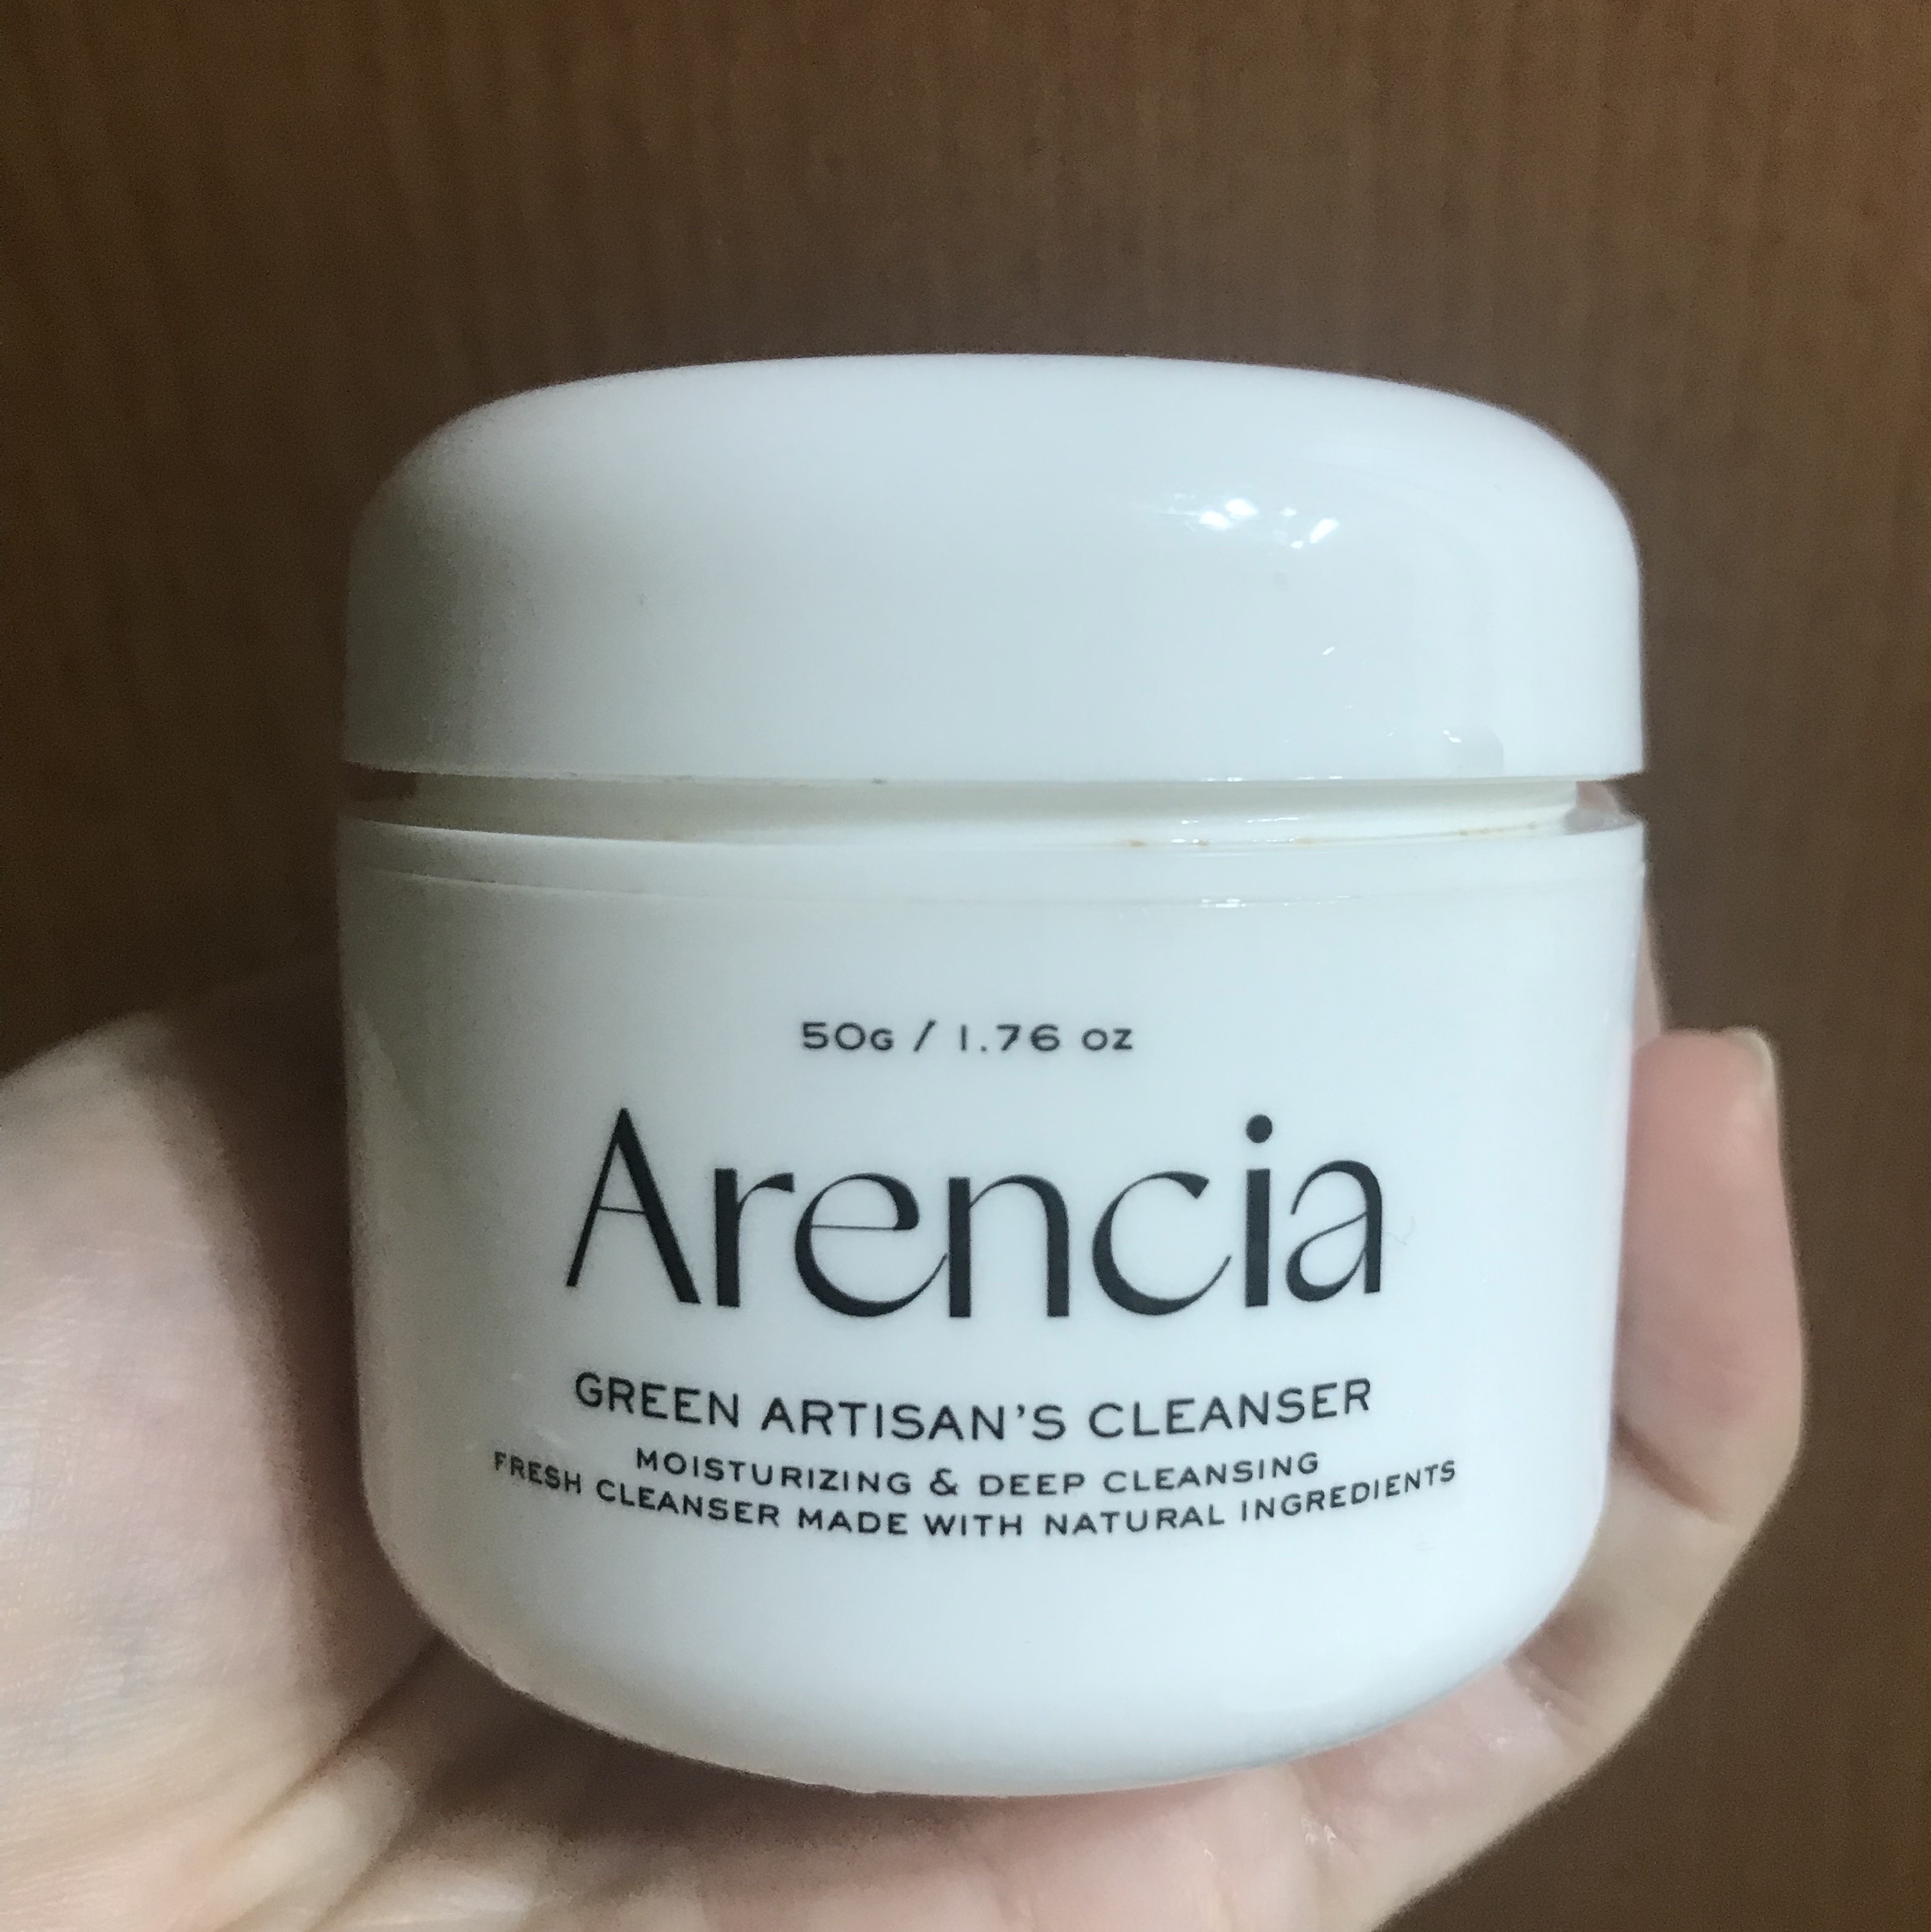 50G / 1.76 OZ
Arencia
GREEN ARTISAN'S CLEANSER
MOISTURIZING & DEEP CLEANSING
FRESH CLEANSER MADE WITH NATURAL INGREDIENTS